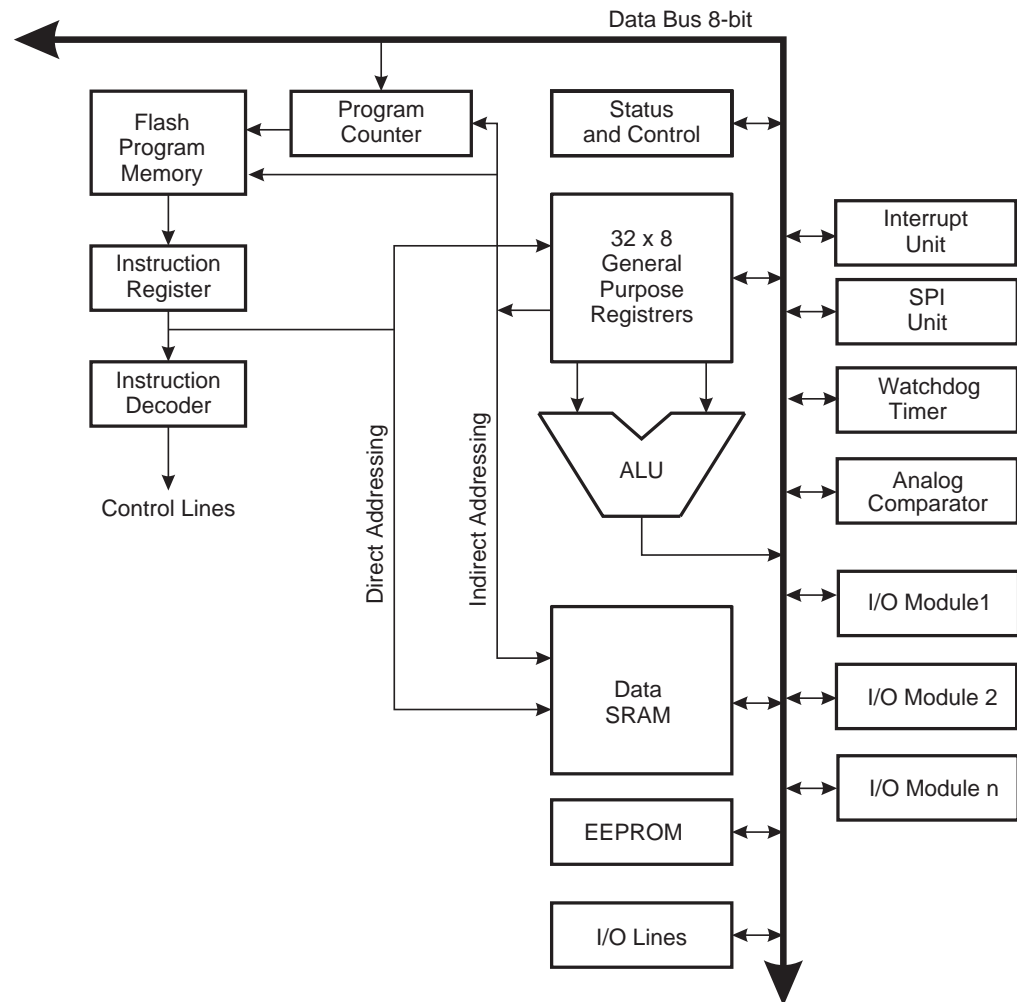 Data Bus 8-bit
Flash
Program
Memory
Program
Counter
Status
and Control
32 x 8
General
Purpose
Registrers
Interrupt
Unit
Instruction
Register
SPI
Unit
Instruction
Decoder
Watchdog
Timer
Direct Addressing
Indirect Addressing
ALU
Analog
Comparator
Control Lines
I/O Module1
Data
SRAM
I/O Module 2
I/O Module n
EEPROM
I/O Lines